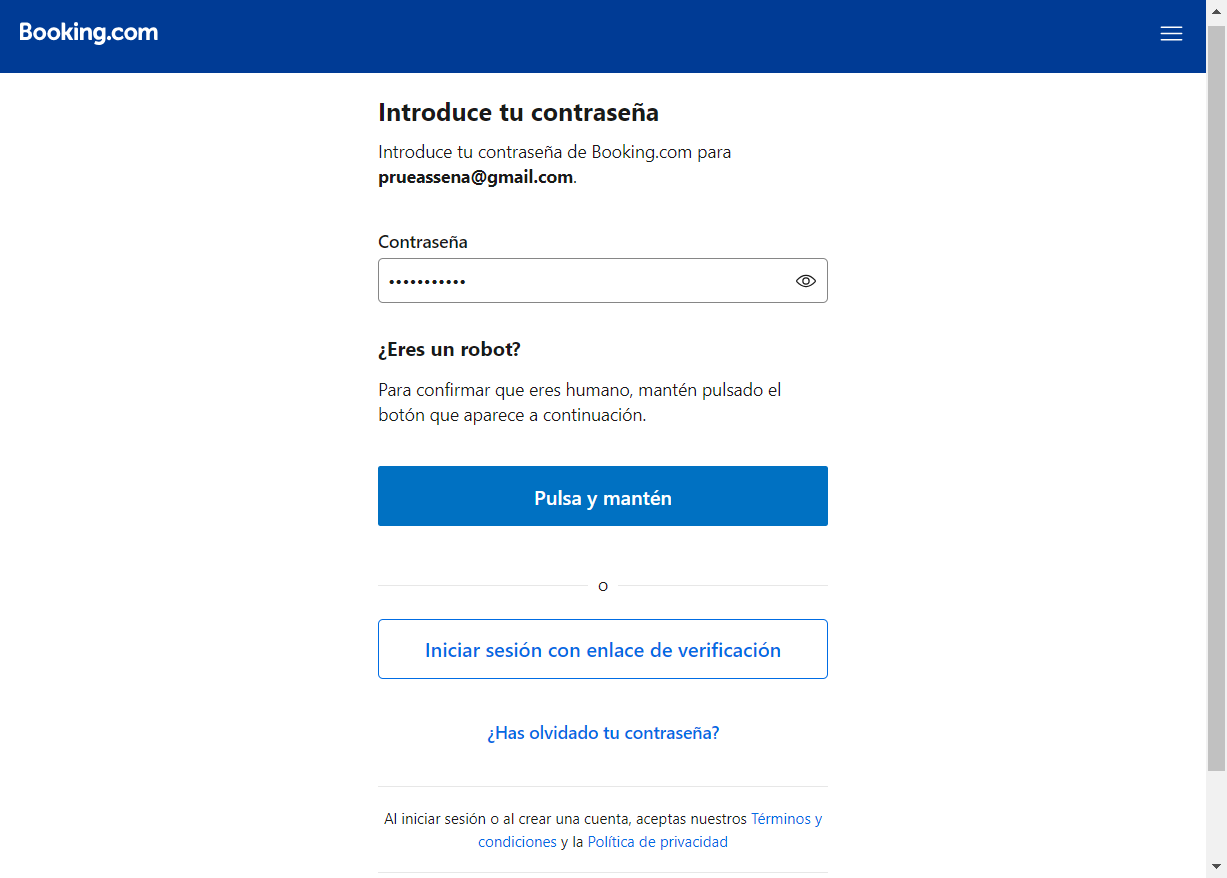 Booking.com
Introduce tu contraseña
Introduce tu contraseña de Booking.com para
prueassena@gmail.com.
Contraseña
•••••••••••
¿Eres un robot?
Para confirmar que eres humano, mantén pulsado el
botón que aparece a continuación.
Pulsa y mantén
O
Iniciar sesión con enlace de verificación
¿Has olvidado tu contraseña?
Al iniciar sesión o al crear una cuenta, aceptas nuestros Términos y
condiciones y la Política de privacidad